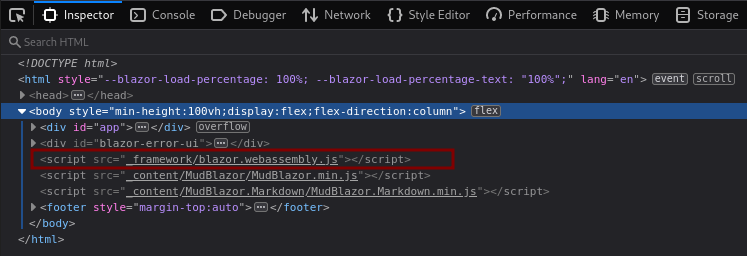 Inspector Console Debugger Network Style Editor Performance Memory Storage
Search HTML
<!DOCTYPE html>
<html style="--blazor-load-percentage: 100%; --blazor-load-percentage-text: "100%";" lang="en"> event scroll
<head> ••• </head>
<body style="min-height:100vh;display:flex;flex-direction:column"> flex
<div id="app"> ••• </div> overflow
<div id="blazor-error-ui"> ••• </div>
<script src="_framework/blazor.webassembly.js"></script>
<script src="_content/MudBlazor/MudBlazor.min.js"></script>
<script src="_content/MudBlazor.Markdown/MudBlazor.Markdown.min.js"></script>
<footer style="margin-top:auto"> ••• </footer>
</body>
</html>